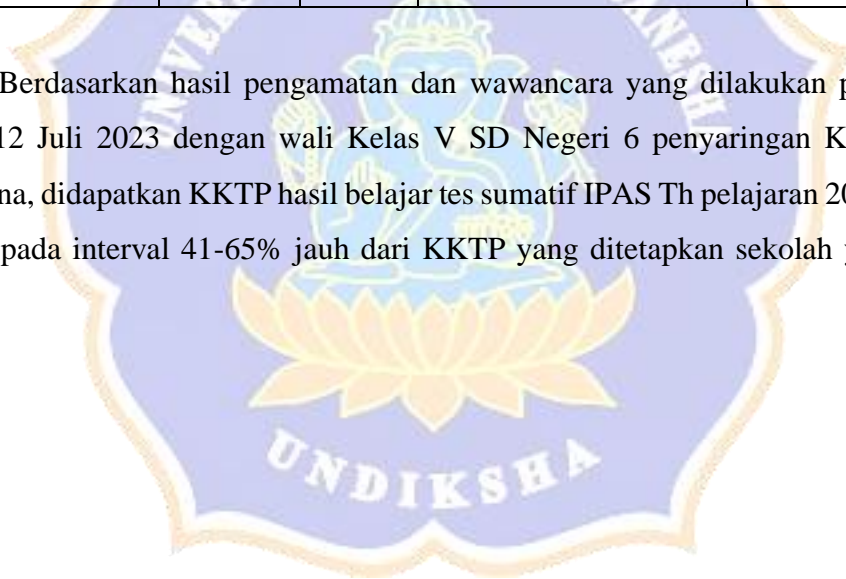 Berdasarkan hasil pengamatan dan wawancara yang dilakukan p
12 Juli 2023 dengan wali Kelas V SD Negeri 6 penyaringan K
na, didapatkan KKTP hasil belajar tes sumatif IPAS Th pelajaran 20
pada interval 41-65% jauh dari KKTP yang ditetapkan sekolah y
UNDIKSHA